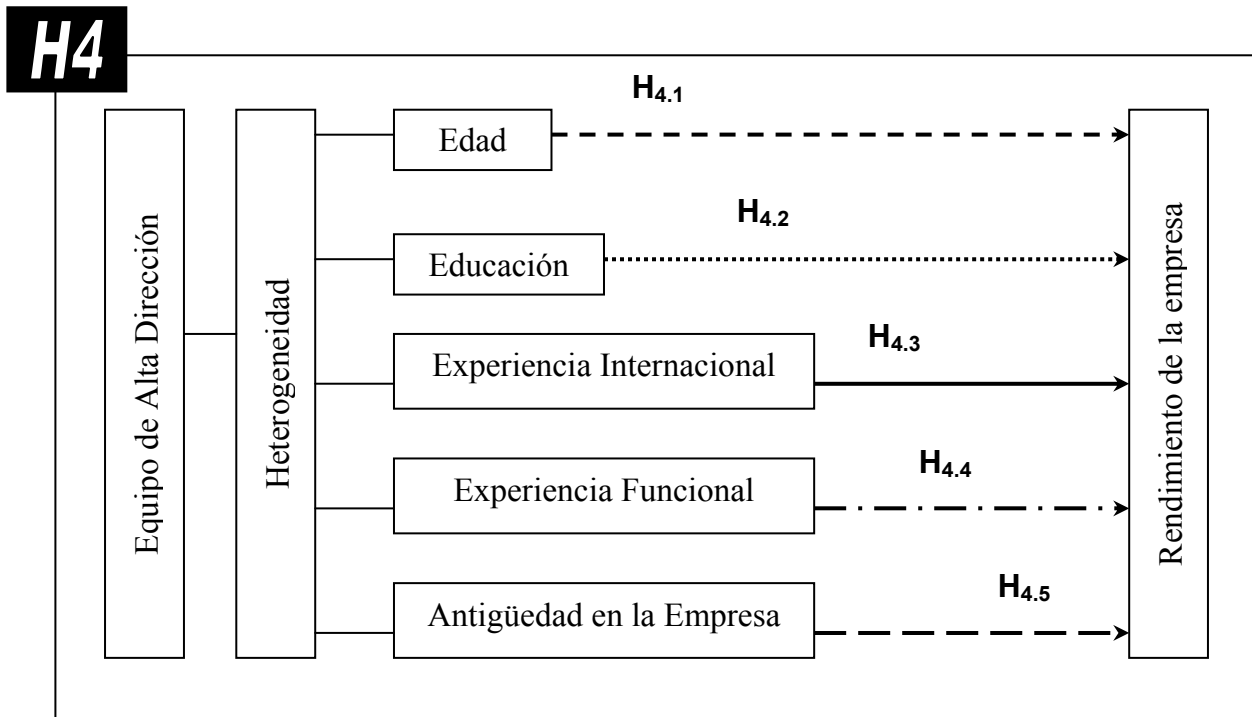 H4
Equipo de Alta Dirección
Heterogeneidad
H4.1
Edad
H4.2
Educación
H4.3
Experiencia Internacional
H4.4
Experiencia Funcional
H4.5
Antigüedad en la Empresa
Rendimiento de la empresa